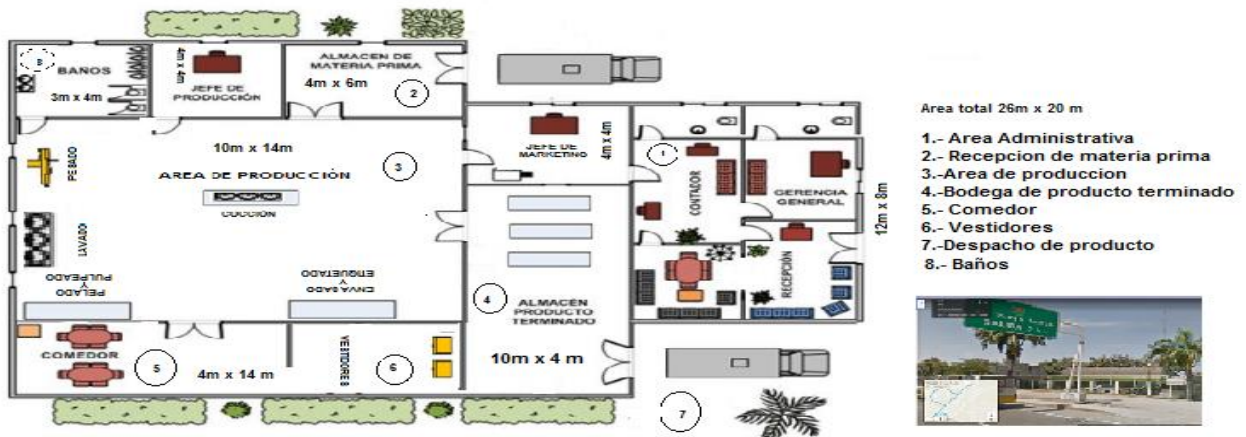 8
BAÑOS
3m x 4m
4m x 4m
JEFE DE
PRODUCCIÓN
ALMACEN DE
MATERIA PRIMA
4m x 6m
2
PESADO
10m x 14m
AREA DE PRODUCCIÓN
3
COCCIÓN
LAVADO
PELADO
Y
PULPEADO
ENVASADO
Y
ETIQUETADO
COMEDOR
5
4m x 14 m
VESTIDORES
6
JEFE DE
MARKETING
4m x 4m
4
ALMACÉN
PRODUCTO
TERMINADO
10m x 4 m
1
CONTADOR
GERENCIA
GENERAL
RECEPCIÓN
12m x 8m
7
Area total 26m x 20 m
1.- Area Administrativa
2.- Recepcion de materia prima
3.-Area de produccion
4.-Bodega de producto terminado
5.- Comedor
6.- Vestidores
7.-Despacho de producto
8.- Baños